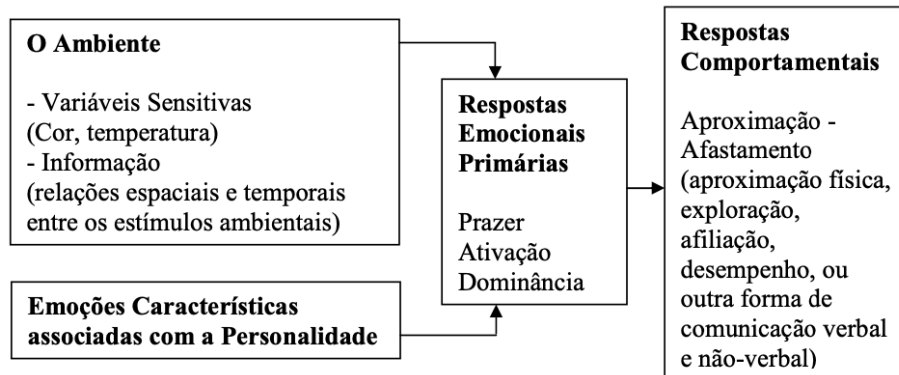 O Ambiente
- Variáveis Sensitivas
(Cor, temperatura)
- Informação
(relações espaciais e temporais
entre os estímulos ambientais)
Emoções Características
associadas com a Personalidade
Respostas
Emocionais
Primárias
Prazer
Ativação
Dominância
Respostas
Comportamentais
Aproximação -
Afastamento
(aproximação física,
exploração,
afiliação,
desempenho, ou
outra forma de
comunicação verbal
e não-verbal)